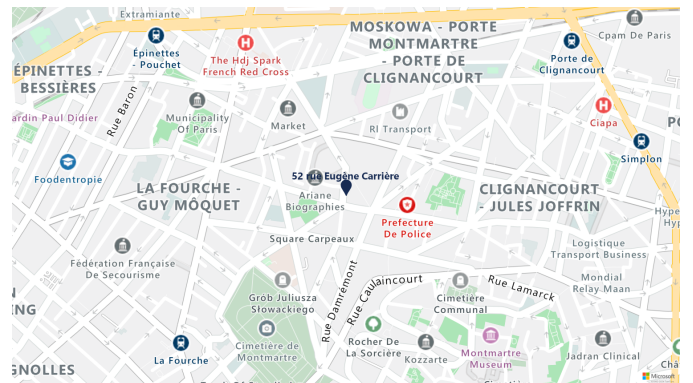 Extramiante
MOSKOWA - PORTE
MONTMARTRE
- PORTE DE
CLIGNANCOURT
Cpam De Paris
Épinettes
- Pouchet
The Hdj Spark
French Red Cross
Porte de
Clignancourt
ÉPINETTES -
BESSIÈRES
Rue Baron
ardin Paul Didier
Municipality
Of Paris
Market
RI Transport
Ciapa
Simplon
Foodentropie
52 rue Eugène Carrière
Ariane
Biographies
LA FOURCHE -
GUY MÔQUET
CLIGNANCOURT
- JULES JOFFRIN
Prefecture
De Police
Hype
Hyp
Square Carpeaux
Fédération Française
De Secourisme
Logistique
Transport Business
Mondial
Relay Maan
Rue Damrémont
Rue Caulaincourt
Rue Lamarck
Grób Juliusza
Słowackiego
Cimetière
Communal
N
ING
La Fourche
Cimetière de
Montmartre
Rocher De
La Sorcière
Kozzarte
Montmartre
Museum
Jadran Clinical
Chât
GNOLLES
Microsoft